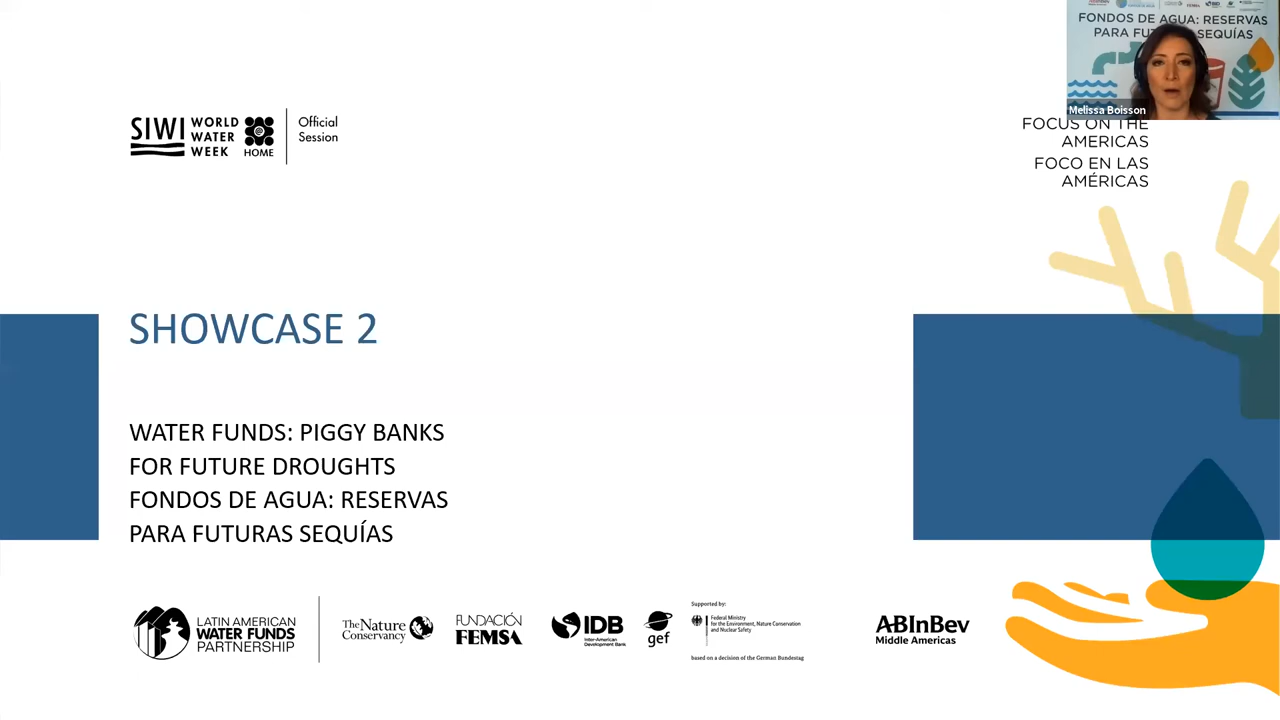 FONDOS DE AGUA: RESERVAS
PARA FUT SEQUÍAS
Melissa Boisson
SIWI WORLD
WATER
WEEK
HOME
Official
Session
FOCUS ON THE
AMERICAS
FOCO EN LAS
AMÉRICAS
SHOWCASE 2
WATER FUNDS: PIGGY BANKS
FOR FUTURE DROUGHTS
FONDOS DE AGUA: RESERVAS
PARA FUTURAS SEQUÍAS
LATIN AMERICAN
WATER FUNDS
PARTNERSHIP
The Nature
Conservancy
FUNDACIÓN
FEMSA
IDB
Inter-American
Development Bank
gef
Supported by:
Federal Ministry
for the Environment, Nature Conservation
and Nuclear Safety
based on a decision of the German Bundestag
ABInBev
Middle Americas